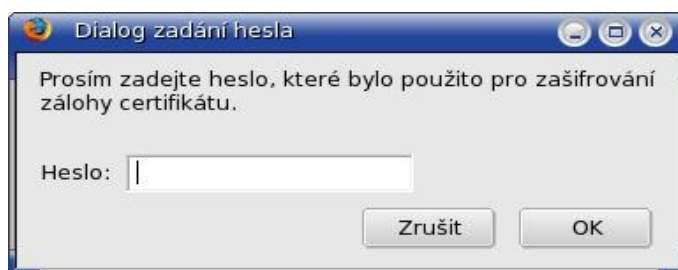 Dialog zadání hesla
Prosím zadejte heslo, které bylo použito pro zašifrování
zálohy certifikátu.
Heslo:
Zrušit OK